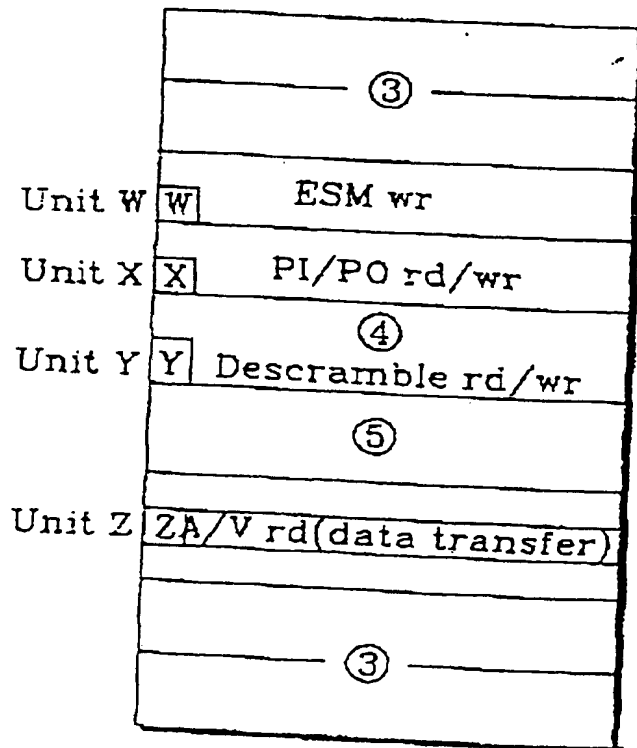 ③
Unit W W ESM wr
Unit X X PI/PO rd/wr
④
Unit Y Y Descramble rd/wr
⑤
Unit Z ZA/V rd(data transfer)
③